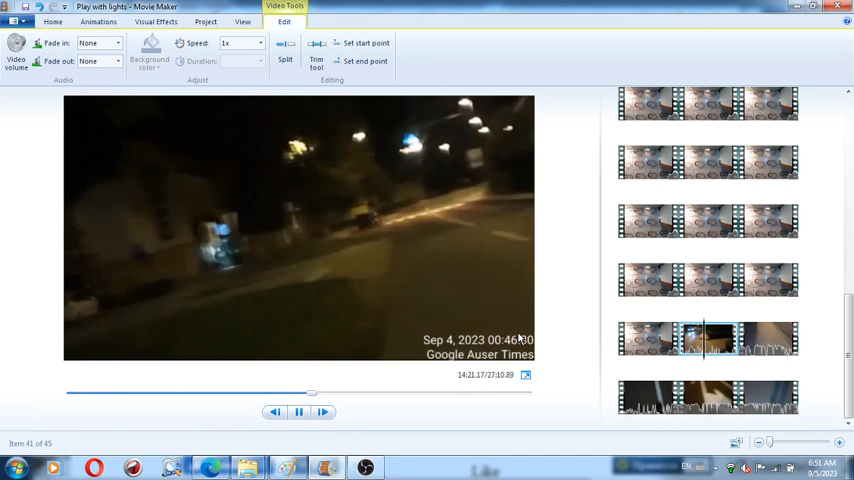 Play with lights - Movie Maker
Video Tools
Home
Animations
Visual Effects
Project
View
Edit
Video volume
Fade in: None
Fade out: None
Background color
Speed: 1x
Duration:
Split
Trim tool
Set start point
Set end point
Audio
Adjust
Editing
Sep 4, 2023 00:46:30
Google Auser Times
14:21.17/27:10.89
Item 41 of 45
Like
EN
6:51 AM
9/5/2023